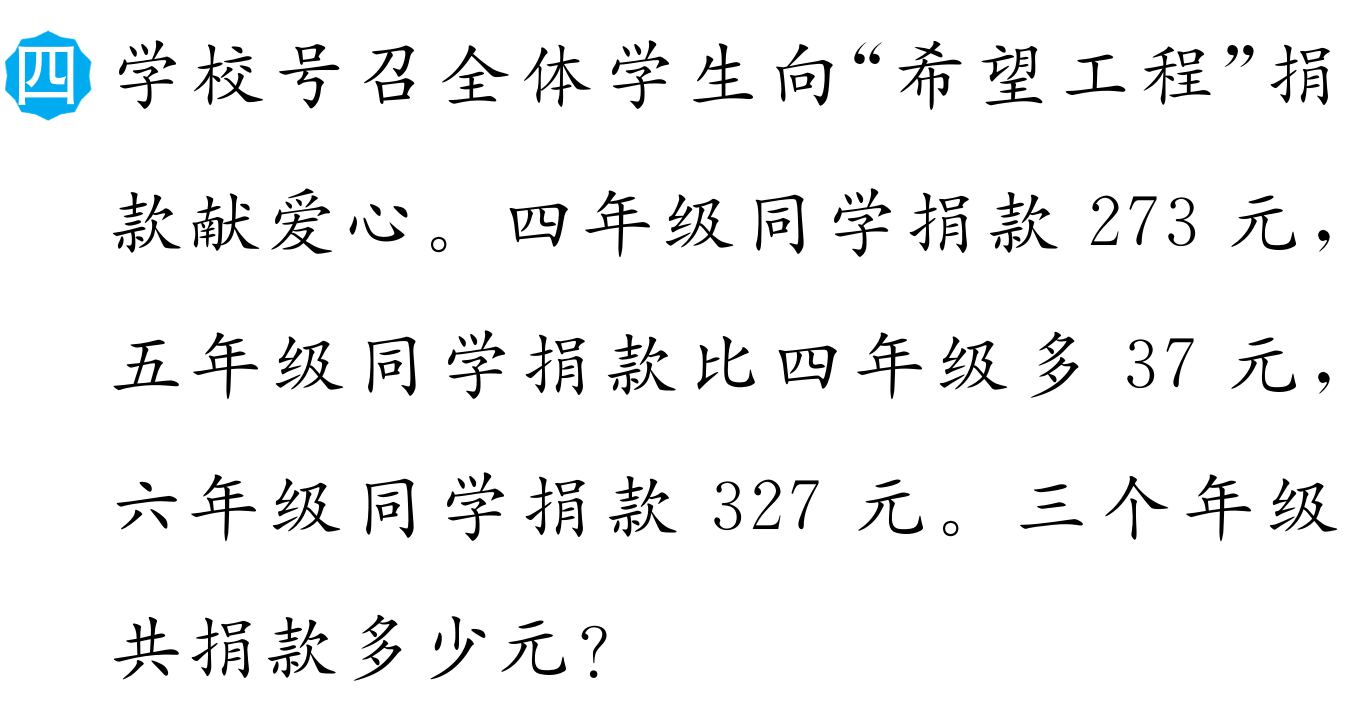 四 学校号召全体学生向“希望工程”捐
款献爱心。四年级同学捐款 273 元，
五年级同学捐款比四年级多 37 元，
六年级同学捐款 327 元。三个年级
共捐款多少元？